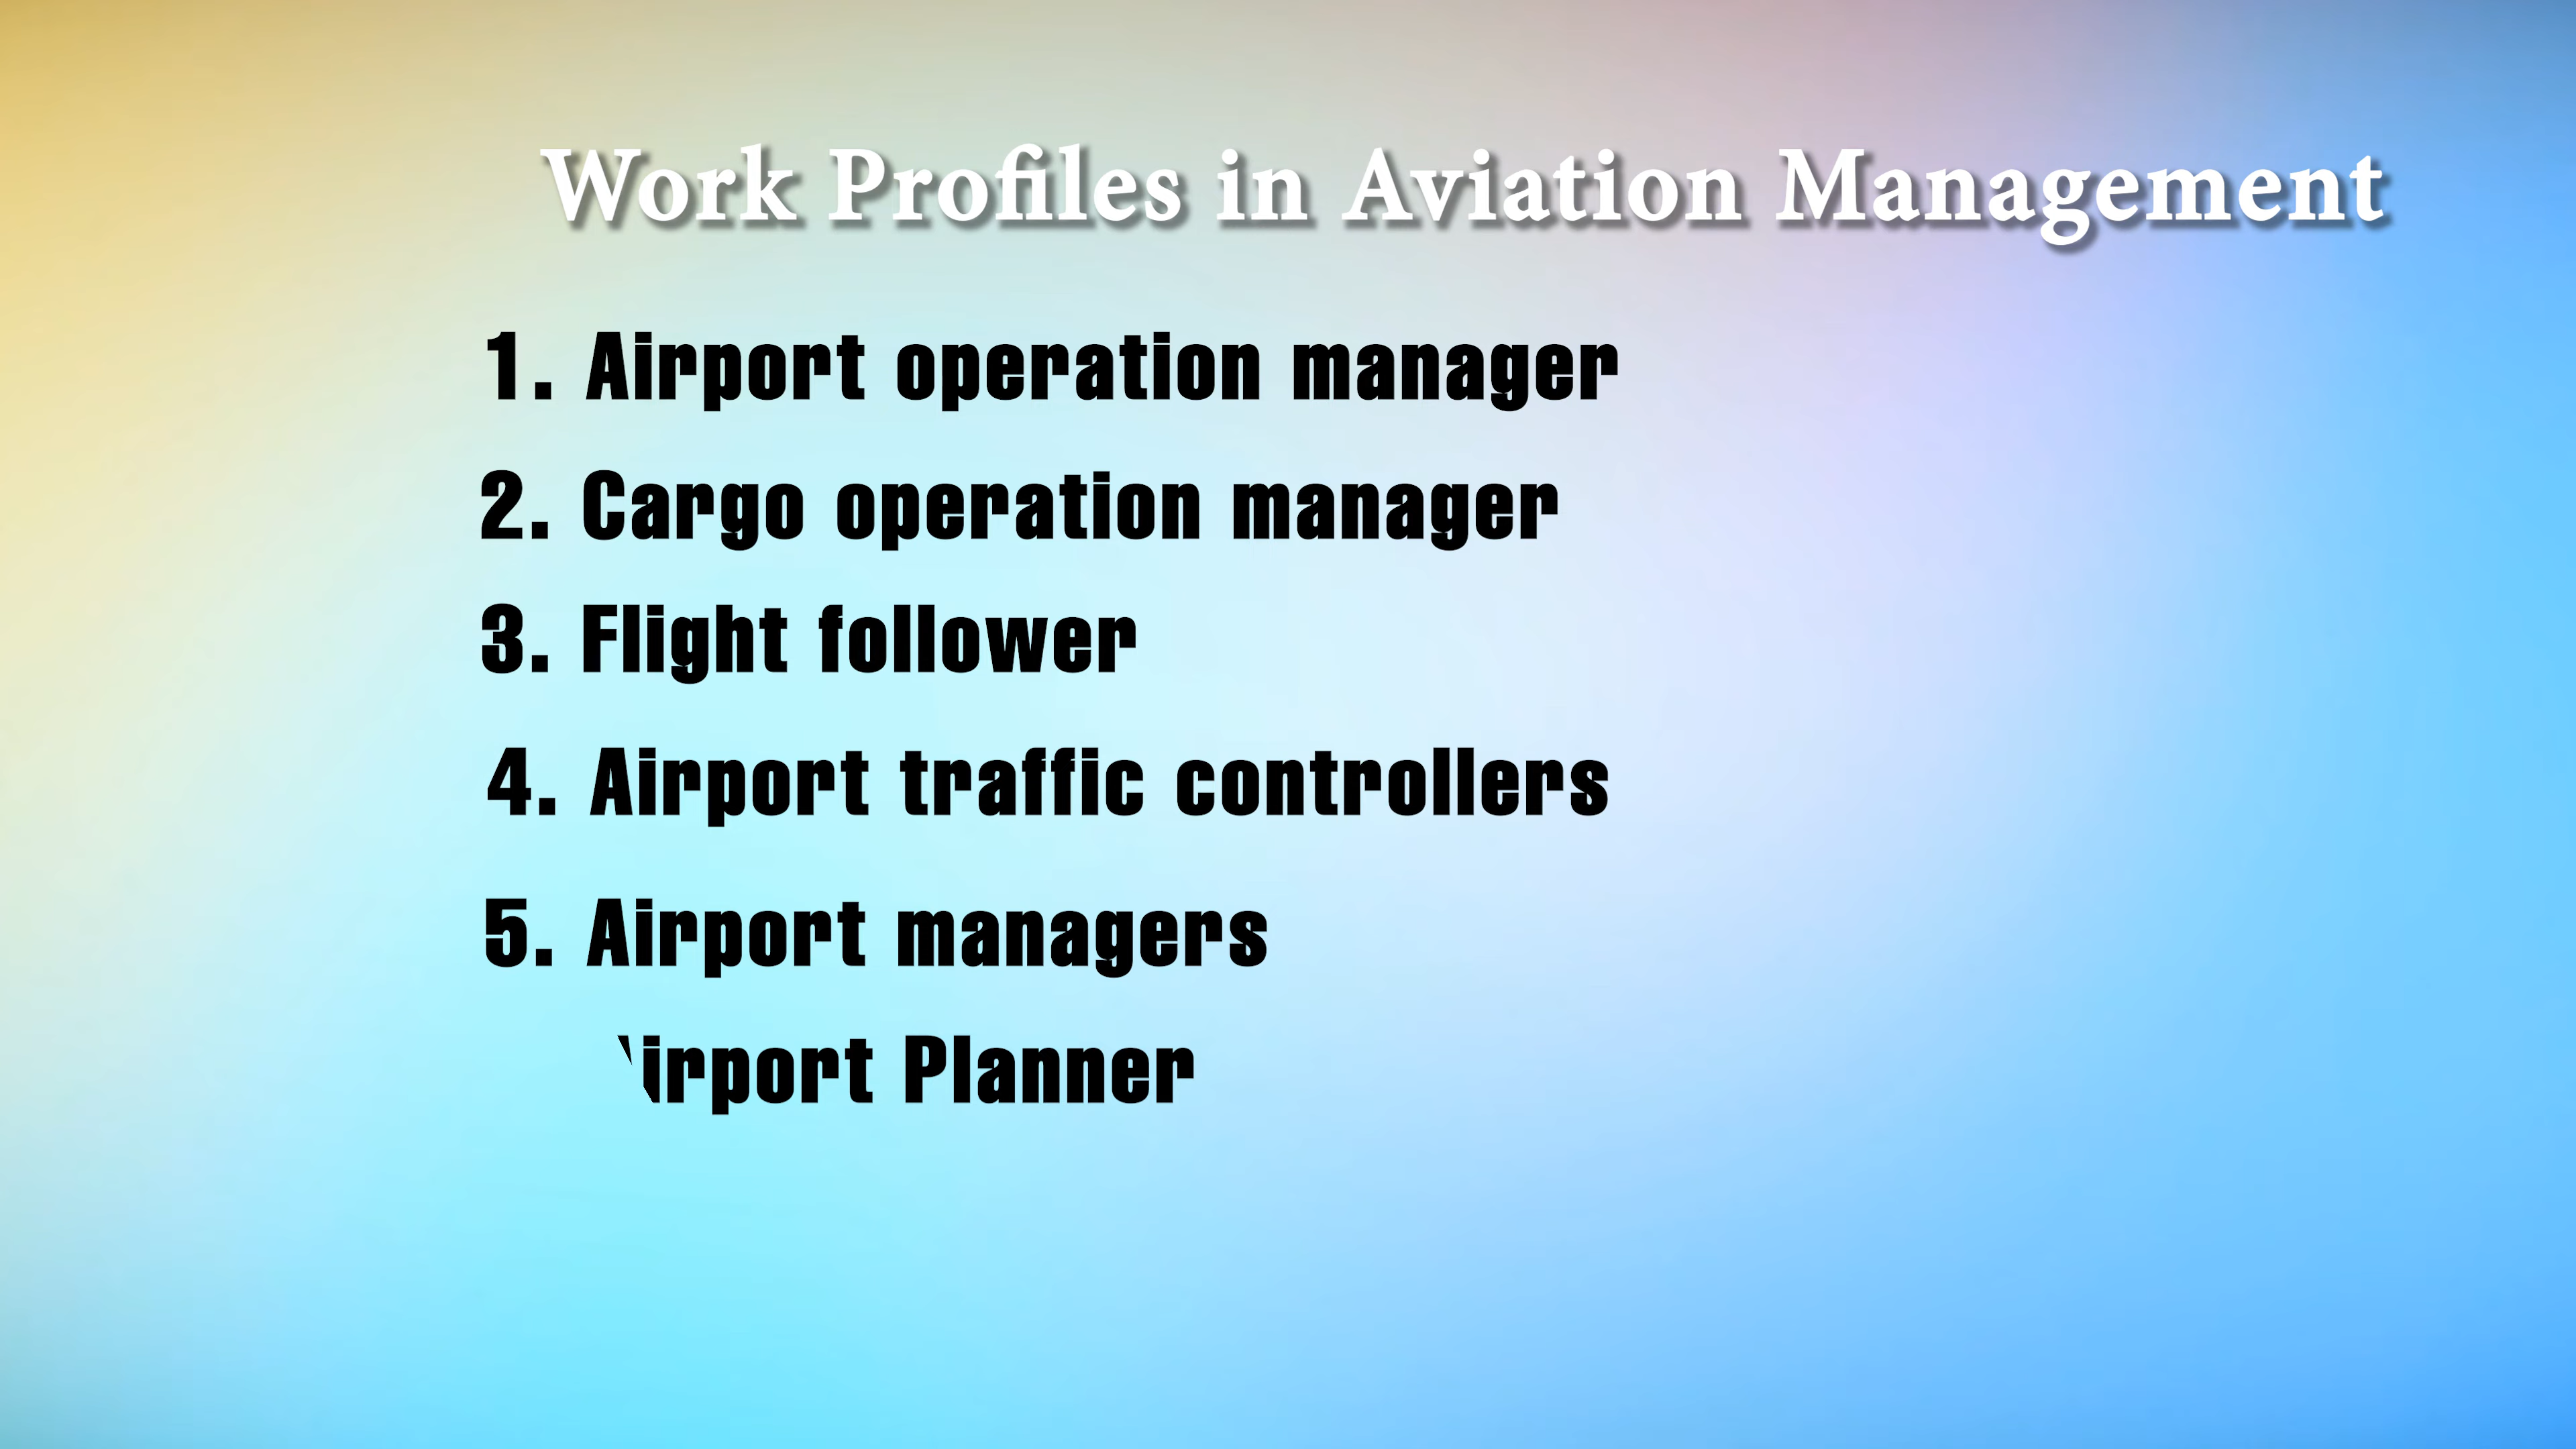 Work Profiles in Aviation Management
1. Airport operation manager
2. Cargo operation manager
3. Flight follower
4. Airport traffic controllers
5. Airport managers
irport Planner